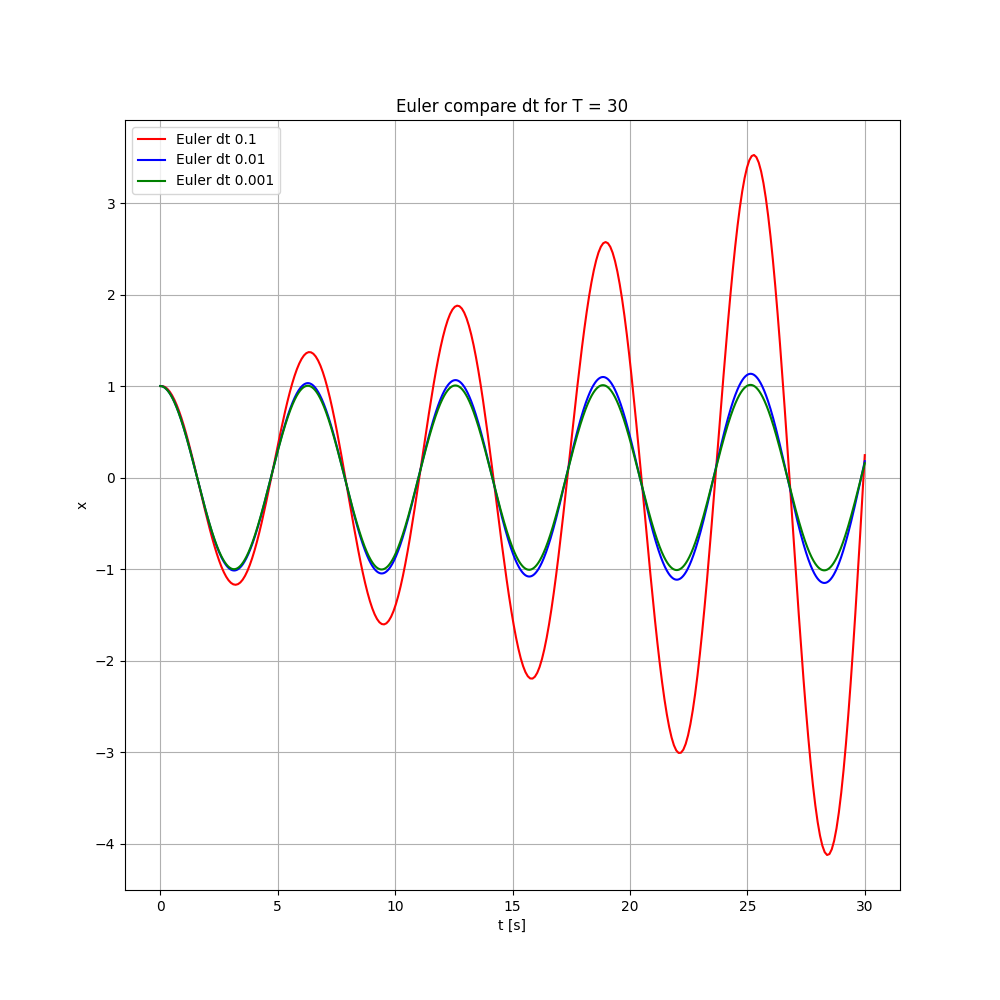 Euler compare dt for T = 30
Euler dt 0.1
Euler dt 0.01
Euler dt 0.001
3
2
1
0
−1
−2
−3
−4
x
0 5 10 15 20 25 30
t [s]